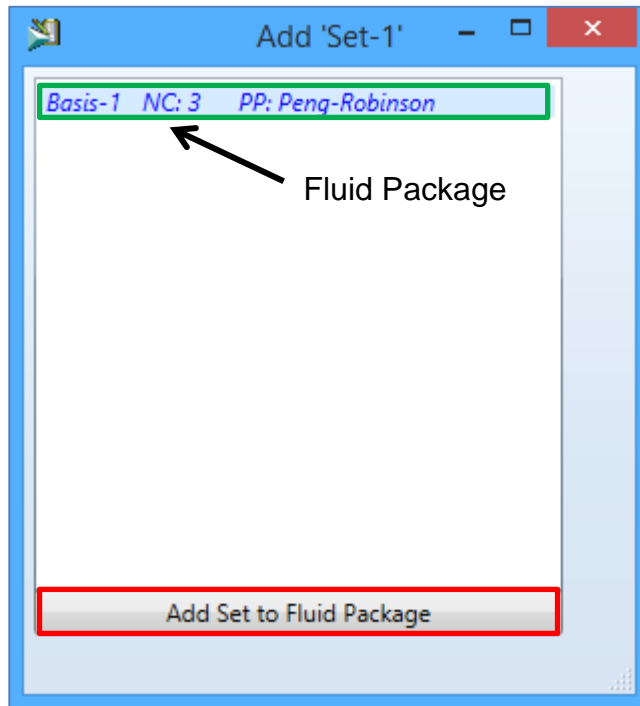 Add 'Set-1'
Basis-1 NC: 3 PP: Peng-Robinson
Fluid Package
Add Set to Fluid Package